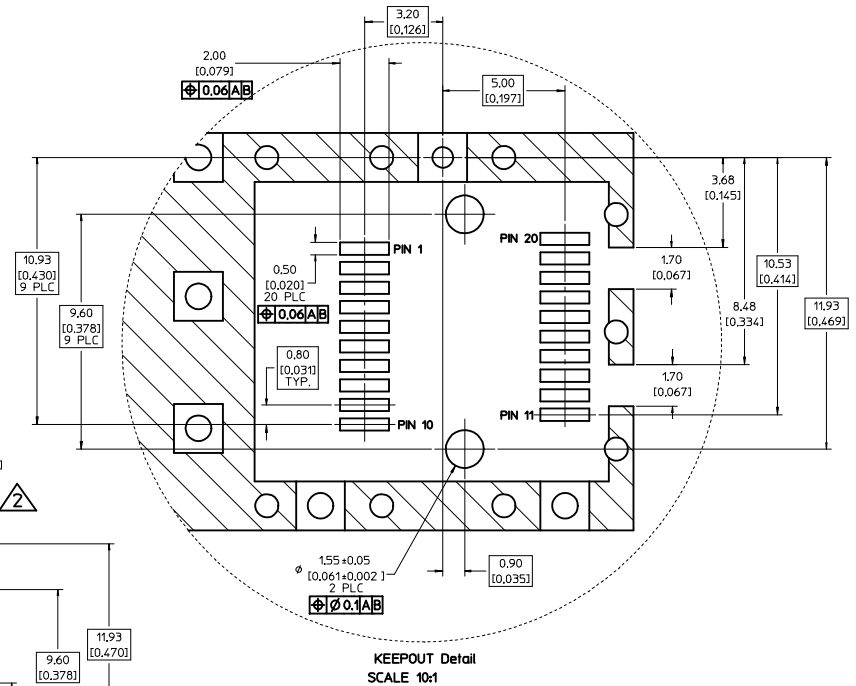 3.20
[0.126]
2.00
[0.079]
⌖ 0.06 A B
5.00
[0.197]
3.68
[0.145]
PIN 1
PIN 20
10.93
[0.430]
9 PLC
0.50
[0.020]
20 PLC
⌖ 0.06 A B
1.70
[0.067]
10.53
[0.414]
9.60
[0.378]
9 PLC
8.48
[0.334]
11.93
[0.469]
0.80
[0.031]
TYP.
1.70
[0.067]
PIN 10
PIN 11
]
2
⌀ 1.55±0.05
[0.061±0.002 ]
2 PLC
⌖ ⌀ 0.1 A B
0.90
[0.035]
11.93
[0.470]
9.60
[0.378]
KEEPOUT Detail
SCALE 10:1